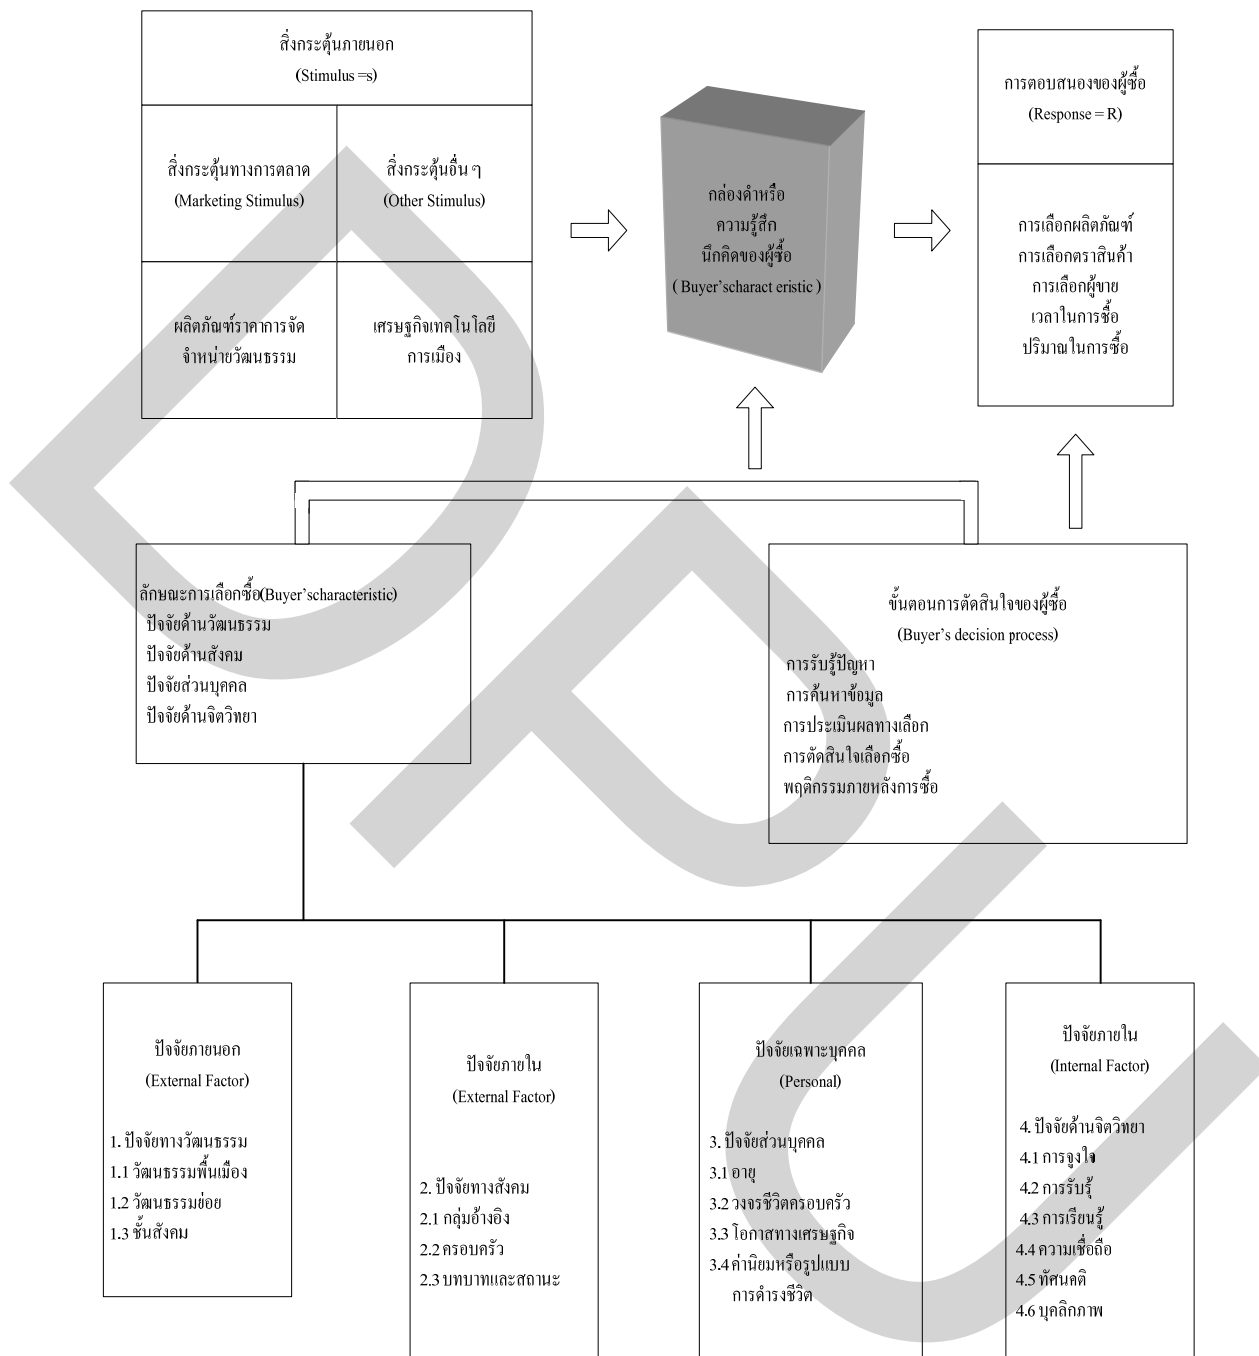 สิ่งกระตุ้นภายนอก
(Stimulus =s)
สิ่งกระตุ้นทางการตลาด
(Marketing Stimulus)
สิ่งกระตุ้นอื่น ๆ
(Other Stimulus)
ผลิตภัณฑ์ราคาการจัด
จำหน่ายวัฒนธรรม
เศรษฐกิจเทคโนโลยี
การเมือง
กล่องดำหรือ
ความรู้สึก
นึกคิดของผู้ซื้อ
( Buyer'scharact eristic )
การตอบสนองของผู้ซื้อ
(Response = R)
การเลือกผลิตภัณฑ์
การเลือกตราสินค้า
การเลือกผู้ขาย
เวลาในการซื้อ
ปริมาณในการซื้อ
ลักษณะการเลือกซื้อ(Buyer'scharacteristic)
ปัจจัยด้านวัฒนธรรม
ปัจจัยด้านสังคม
ปัจจัยส่วนบุคคล
ปัจจัยด้านจิตวิทยา
ขั้นตอนการตัดสินใจของผู้ซื้อ
(Buyer's decision process)
การรับรู้ปัญหา
การค้นหาข้อมูล
การประเมินผลทางเลือก
การตัดสินใจเลือกซื้อ
พฤติกรรมภายหลังการซื้อ
ปัจจัยภายนอก
(External Factor)
1. ปัจจัยทางวัฒนธรรม
1.1 วัฒนธรรมพื้นเมือง
1.2 วัฒนธรรมย่อย
1.3 ชั้นสังคม
ปัจจัยภายใน
(External Factor)
2. ปัจจัยทางสังคม
2.1 กลุ่มอ้างอิง
2.2 ครอบครัว
2.3 บทบาทและสถานะ
ปัจจัยเฉพาะบุคคล
(Personal)
3. ปัจจัยส่วนบุคคล
3.1 อายุ
3.2 วงจรชีวิตครอบครัว
3.3 โอกาสทางเศรษฐกิจ
3.4 ค่านิยมหรือรูปแบบ
การดำรงชีวิต
ปัจจัยภายใน
(Internal Factor)
4. ปัจจัยด้านจิตวิทยา
4.1 การจูงใจ
4.2 การรับรู้
4.3 การเรียนรู้
4.4 ความเชื่อถือ
4.5 ทัศนคติ
4.6 บุคลิกภาพ
DPU